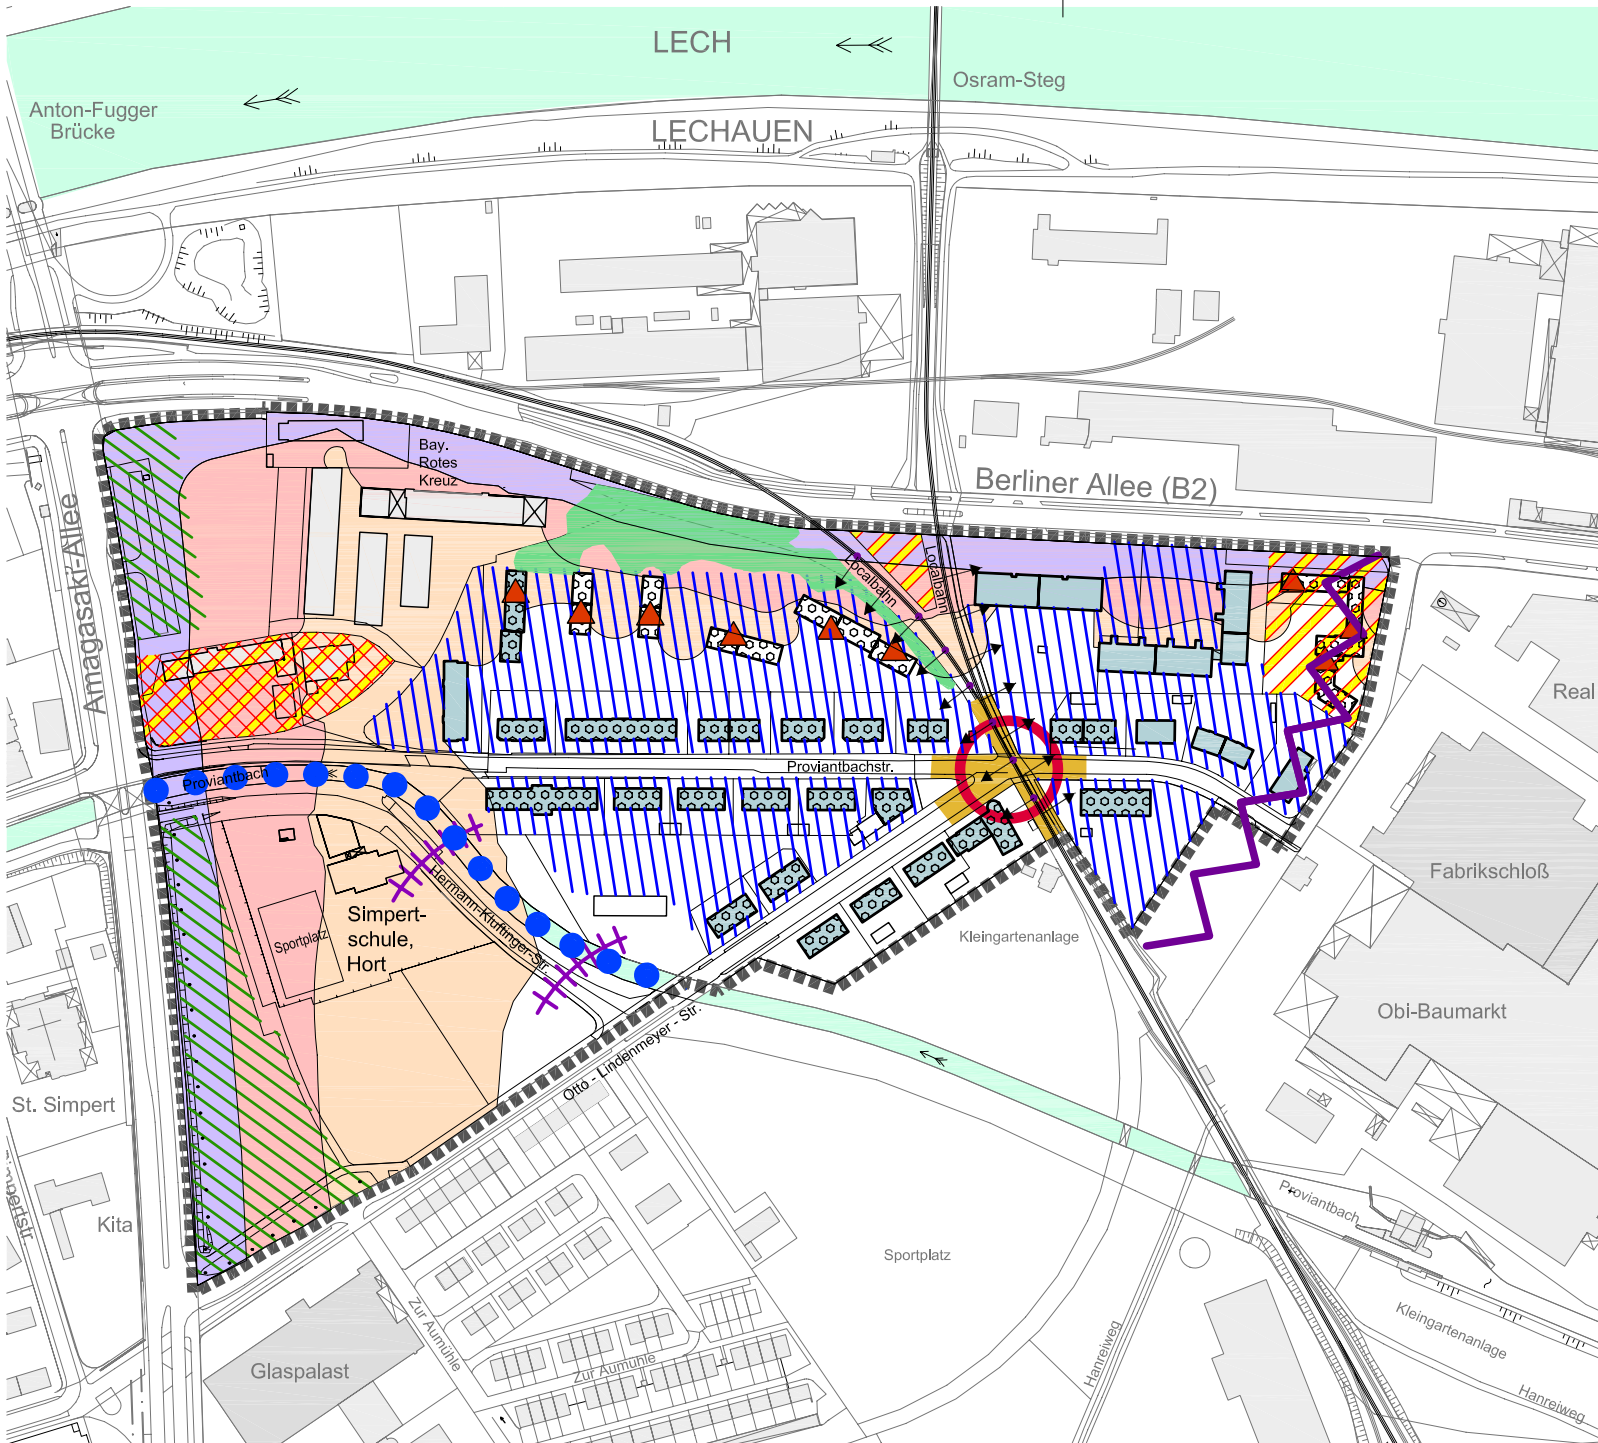 LECH
Osram-Steg
Anton-Fugger
Brücke
LECHAUEN
Bay.
Rotes
Kreuz
Berliner Allee (B2)
Amagasaki-Allee
Localbahn
Localbahn
Real
Proviantbachstr.
Proviantbach
Fabrikschloß
Hermann-Kluftinger-Str.
Simpert-
schule,
Hort
Sportplatz
Kleingartenanlage
Obi-Baumarkt
Otto - Lindenmeyer - Str.
St. Simpert
Kita
Proviantbach
Sportplatz
Kleingartenanlage
Zur Aumühle
Hanreiweg
Glaspalast
Zur Aumühle
Hanreiweg